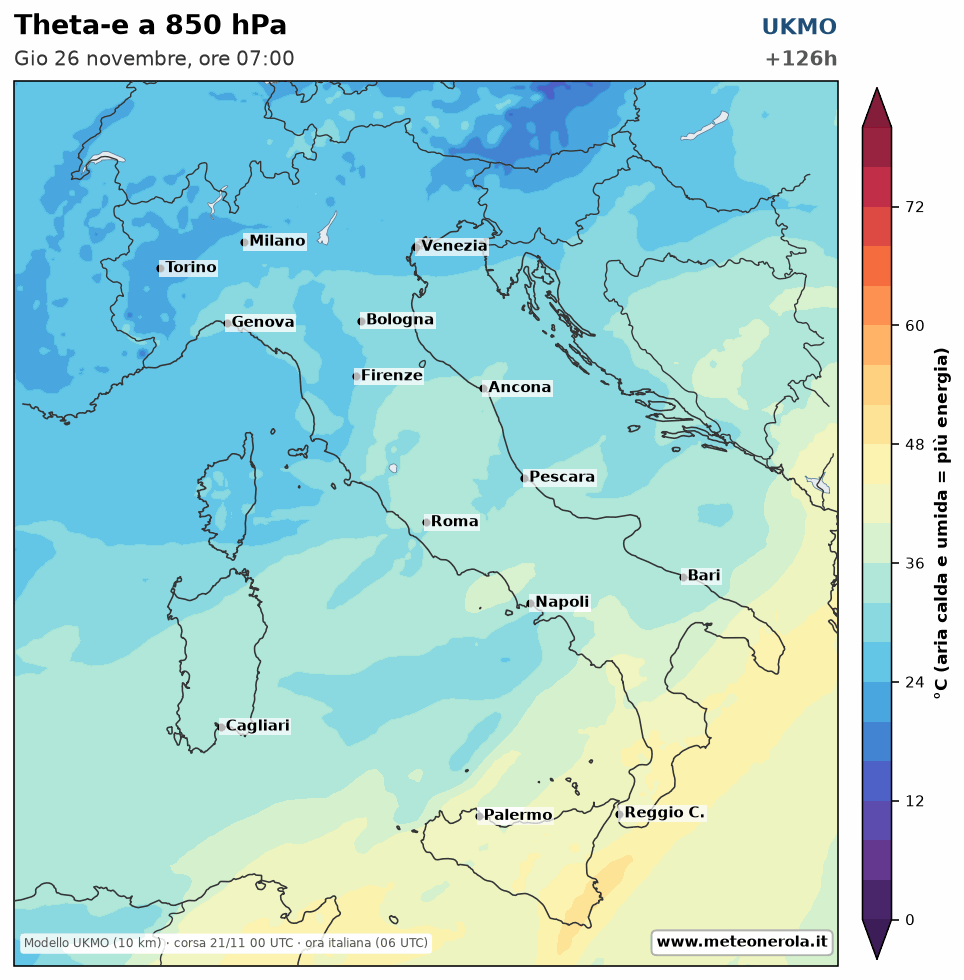 Theta-e a 850 hPa
UKMO
Gio 26 novembre, ore 07:00
+126h
Milano
Venezia
Torino
Genova
Bologna
Firenze
Ancona
Pescara
Roma
Bari
Napoli
Cagliari
Palermo
Reggio C.
72
60
48
36
24
12
0
°C (aria calda e umida = più energia)
Modello UKMO (10 km) · corsa 21/11 00 UTC · ora italiana (06 UTC)
www.meteonerola.it